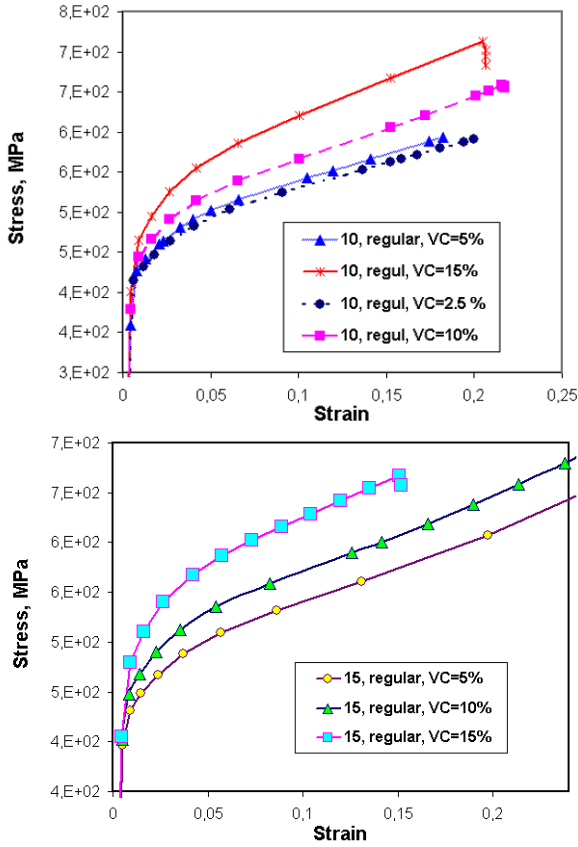 8,E+02
7,E+02
7,E+02
6,E+02
6,E+02
5,E+02
5,E+02
4,E+02
4,E+02
3,E+02
Stress, MPa
10, regular, VC=5%
10, regul, VC=15%
10, regul, VC=2.5 %
10, regul, VC=10%
0
0,05
0,1
0,15
0,2
0,25
Strain
7,E+02
7,E+02
6,E+02
6,E+02
5,E+02
5,E+02
4,E+02
4,E+02
Stress, MPa
15, regular, VC=5%
15, regular, VC=10%
15, regular, VC=15%
0
0,05
0,1
0,15
0,2
Strain